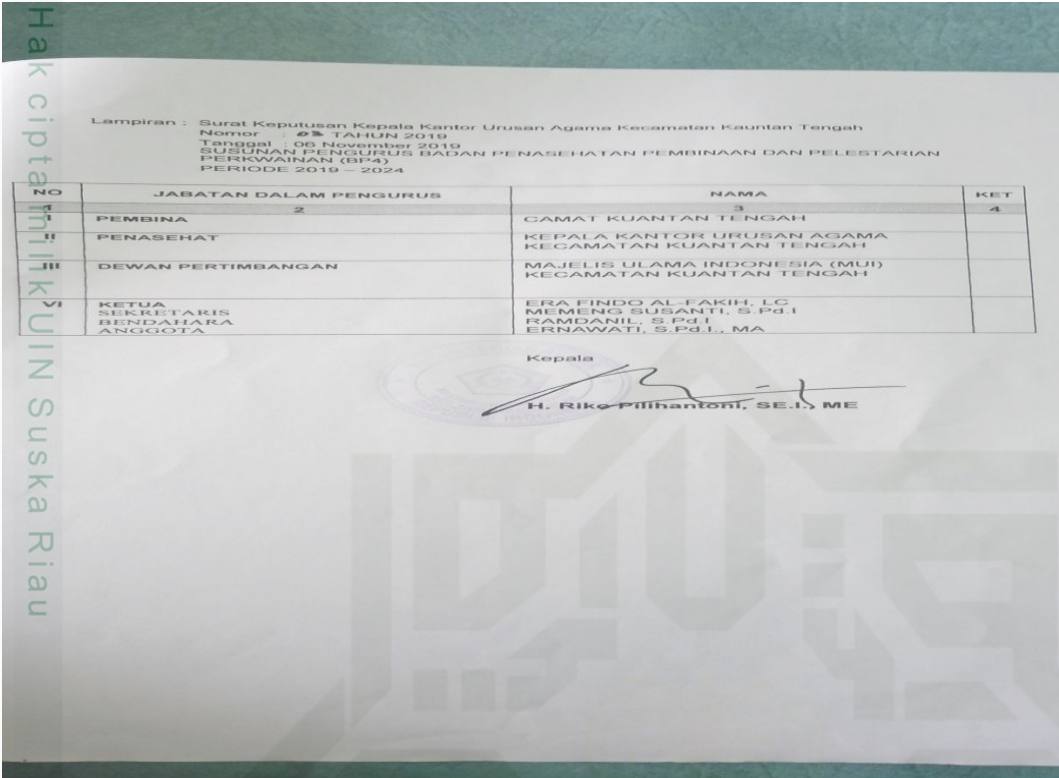 Hak cipta milik UIN Suska Riau
Lampiran : Surat Keputusan Kepala Kantor Urusan Agama Kecamatan Kauntan Tengah
Nomor : 03 TAHUN 2019
Tanggal : 06 November 2019
SUSUNAN PENGURUS BADAN PENASEHATAN PEMBINAAN DAN PELESTARIAN
PERKWAINAN (BP4)
PERIODE 2019 – 2024
NO JABATAN DALAM PENGURUS NAMA KET
2 3 4
PEMBINA CAMAT KUANTAN TENGAH
II PENASEHAT KEPALA KANTOR URUSAN AGAMA
KECAMATAN KUANTAN TENGAH
III DEWAN PERTIMBANGAN MAJELIS ULAMA INDONESIA (MUI)
KECAMATAN KUANTAN TENGAH
VI KETUA ERA FINDO AL-FAKIH, LC
SEKRETARIS MEMENG SUSANTI, S.Pd.I
BENDAHARA RAMDANIL, S.Pd.I
ANGGOTA ERNAWATI, S.Pd.I., MA
Kepala
H. Riko Pilihantoni, SE.I., ME